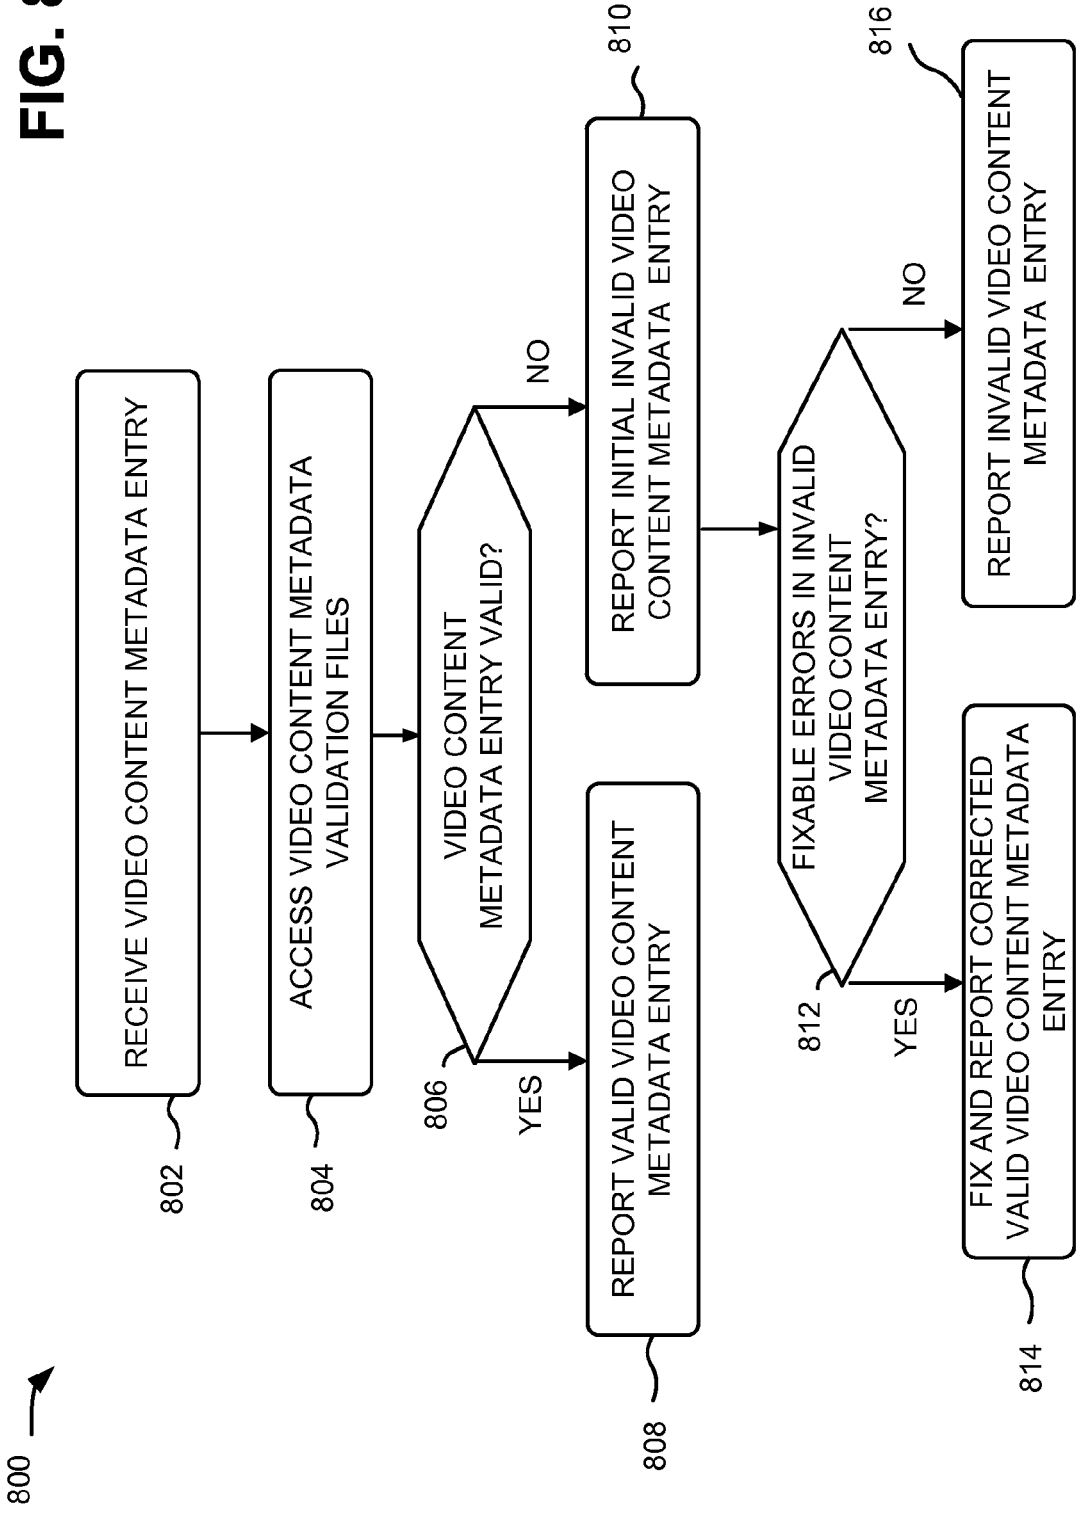 FIG. 8
800
RECEIVE VIDEO CONTENT METADATA ENTRY
802
ACCESS VIDEO CONTENT METADATA
VALIDATION FILES
804
VIDEO CONTENT
METADATA ENTRY VALID?
806
YES
NO
REPORT VALID VIDEO CONTENT
METADATA ENTRY
808
REPORT INITIAL INVALID VIDEO
CONTENT METADATA ENTRY
810
FIXABLE ERRORS IN INVALID
VIDEO CONTENT
METADATA ENTRY?
812
YES
NO
FIX AND REPORT CORRECTED
VALID VIDEO CONTENT METADATA
ENTRY
814
REPORT INVALID VIDEO CONTENT
METADATA ENTRY
816